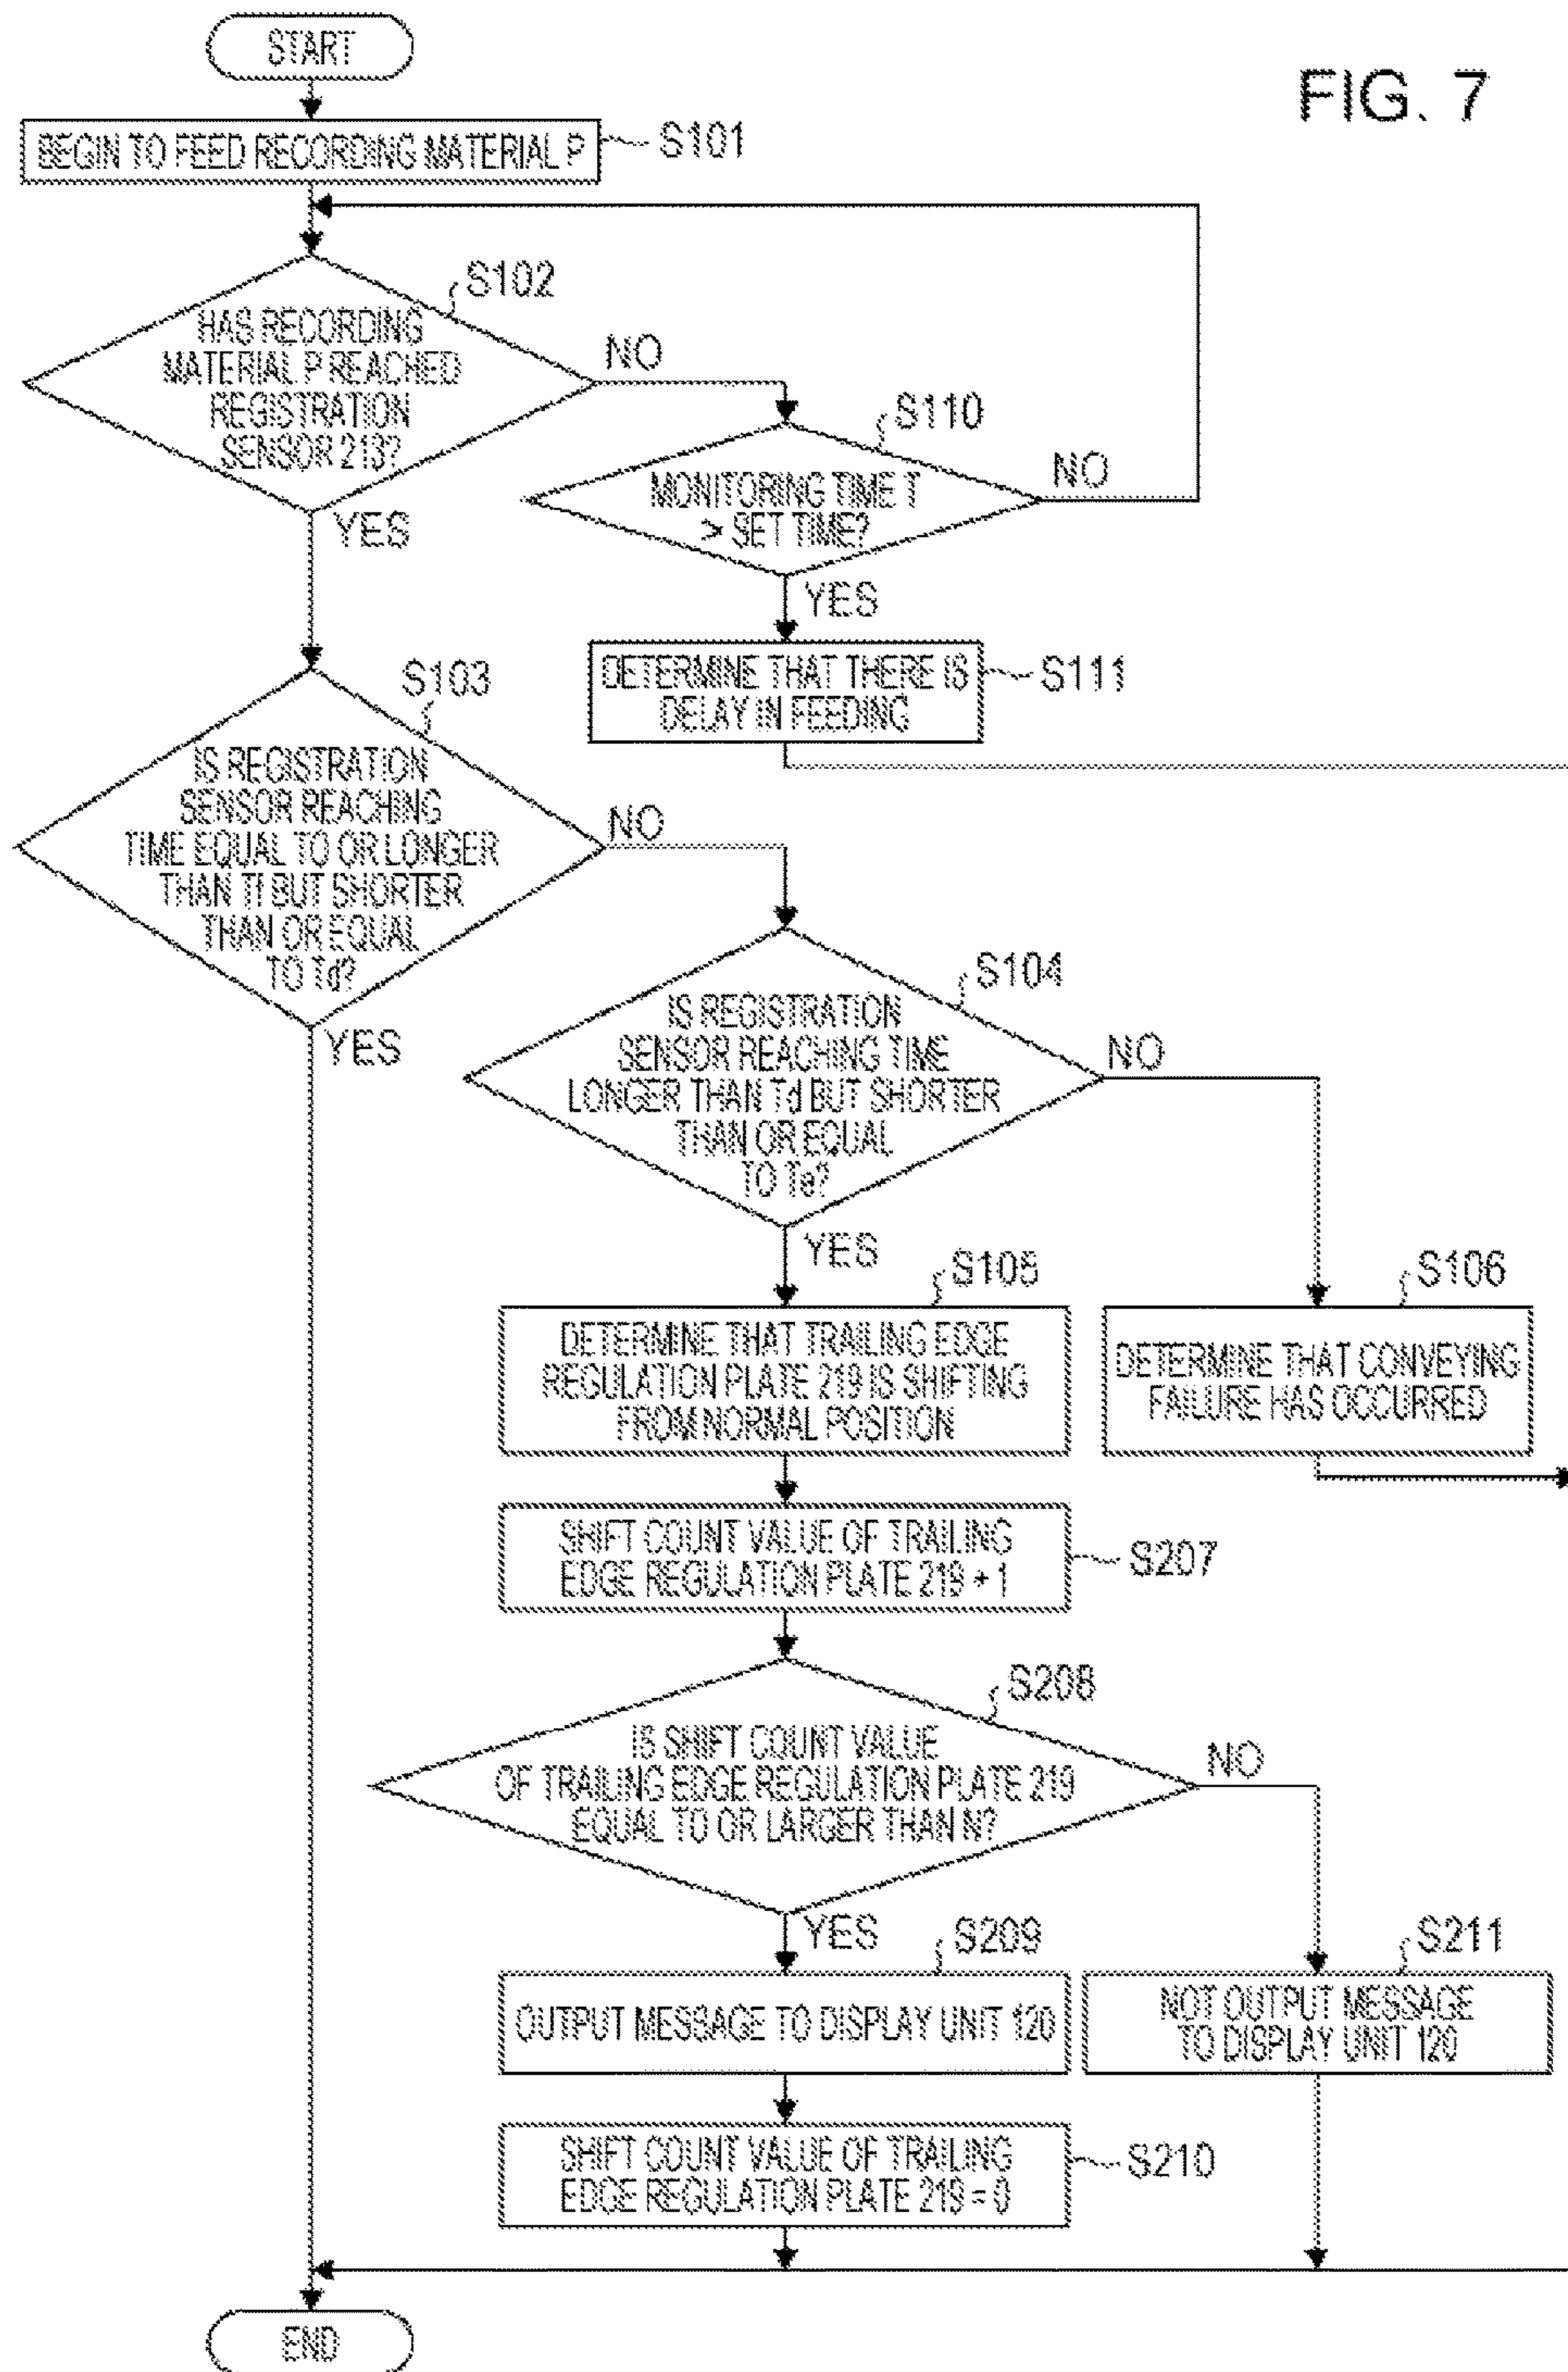 FIG. 7
START
BEGIN TO FEED RECORDING MATERIAL P
S101
S102
HAS RECORDING
MATERIAL P REACHED
REGISTRATION
SENSOR 213?
NO
YES
S110
MONITORING TIME T
> SET TIME?
NO
YES
DETERMINE THAT THERE IS
DELAY IN FEEDING
S111
S103
IS REGISTRATION
SENSOR REACHING
TIME EQUAL TO OR LONGER
THAN Tf BUT SHORTER
THAN OR EQUAL
TO Td?
NO
YES
S104
IS REGISTRATION
SENSOR REACHING TIME
LONGER THAN Td BUT SHORTER
THAN OR EQUAL
TO Te?
NO
YES
S105
DETERMINE THAT TRAILING EDGE
REGULATION PLATE 219 IS SHIFTING
FROM NORMAL POSITION
S106
DETERMINE THAT CONVEYING
FAILURE HAS OCCURRED
SHIFT COUNT VALUE OF TRAILING
EDGE REGULATION PLATE 219 + 1
S207
S208
IS SHIFT COUNT VALUE
OF TRAILING EDGE REGULATION PLATE 219
EQUAL TO OR LARGER THAN N?
NO
YES
S209
OUTPUT MESSAGE TO DISPLAY UNIT 120
S211
NOT OUTPUT MESSAGE
TO DISPLAY UNIT 120
SHIFT COUNT VALUE OF TRAILING
EDGE REGULATION PLATE 219 = 0
S210
END